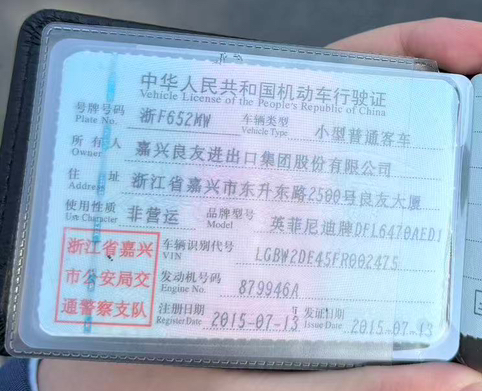 中华人民共和国机动车行驶证
Vehicle License of the People's Republic of China
号牌号码 浙F652MW 车辆类型 小型普通客车
Plate No. Vehicle Type
所有人 嘉兴良友进出口集团股份有限公司
Owner
住址 浙江省嘉兴市东升东路2500号良友大厦
Address
使用性质 非营运 品牌型号 英菲尼迪牌DFL6470AED1
Use Character Model
浙江省嘉兴市公安局交通警察支队
车辆识别代号 LGBW2DE45FR002475
VIN
发动机号码 879946A
Engine No.
注册日期 2015-07-13 发证日期 2015-07-13
Register Date Issue Date